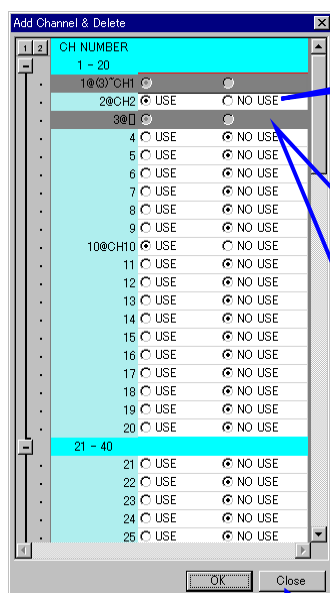 Add Channel & Delete
1 2 CH NUMBER
1 - 20
1@(3)~CH1
2@CH2 USE NO USE
3@[]
4 USE NO USE
5 USE NO USE
6 USE NO USE
7 USE NO USE
8 USE NO USE
9 USE NO USE
10@CH10 USE NO USE
11 USE NO USE
12 USE NO USE
13 USE NO USE
14 USE NO USE
15 USE NO USE
16 USE NO USE
17 USE NO USE
18 USE NO USE
19 USE NO USE
20 USE NO USE
21 - 40
21 USE NO USE
22 USE NO USE
23 USE NO USE
24 USE NO USE
25 USE NO USE
OK Close